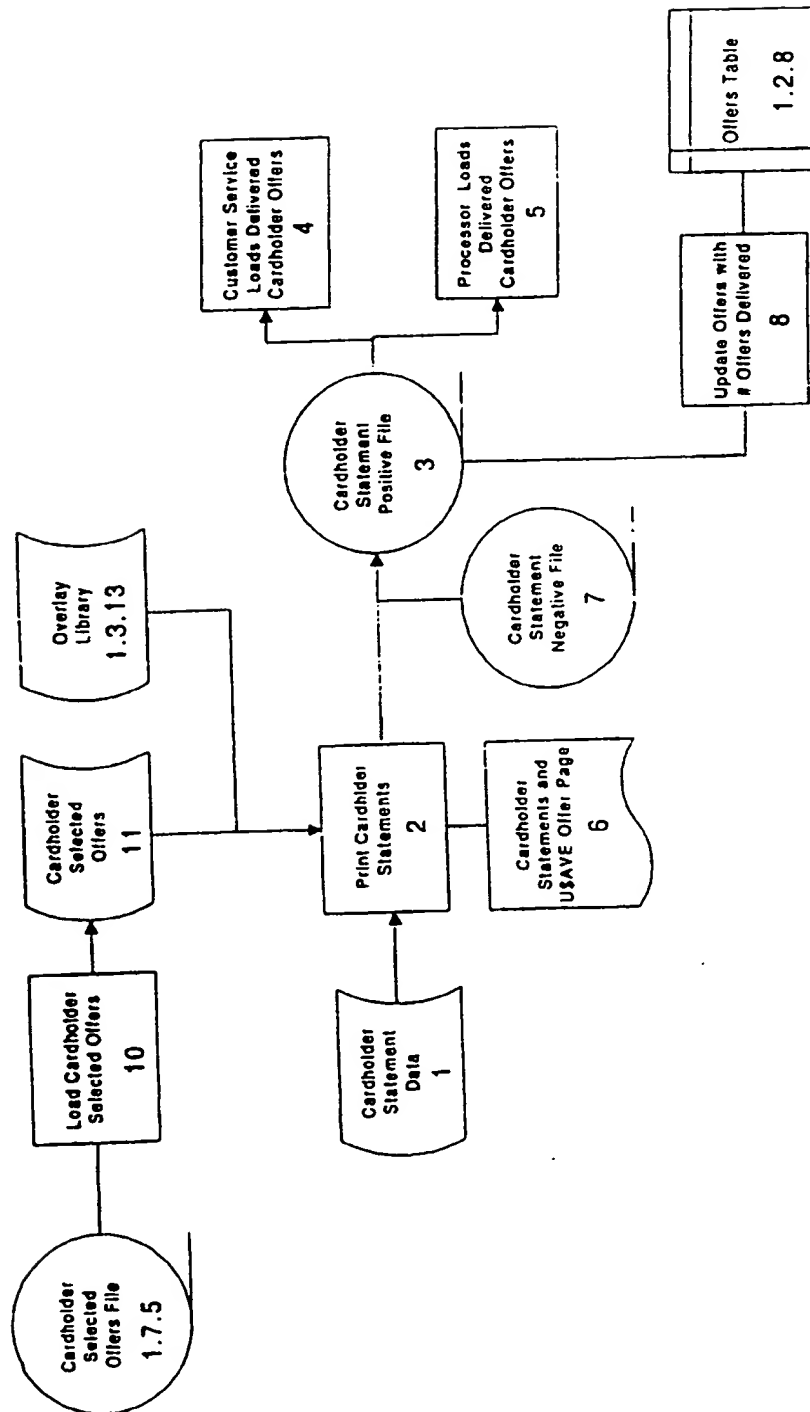 Cardholder
Selected
Offers File
1.7.5
Load Cardholder
Selected Offers
10
Cardholder
Selected
Offers
11
Overlay
Library
1.3.13
Cardholder
Statement
Data
1
Print Cardhlder
Statements
2
Cardholder
Statements and
U$AVE Offer Page
6
Cardholder
Statement
Negative File
7
Cardholder
Statement
Positive File
3
Customer Service
Loads Delivered
Cardholder Offers
4
Processor Loads
Delivered
Cardholder Offers
5
Update Offers with
# Offers Delivered
8
Offers Table
1.2.8